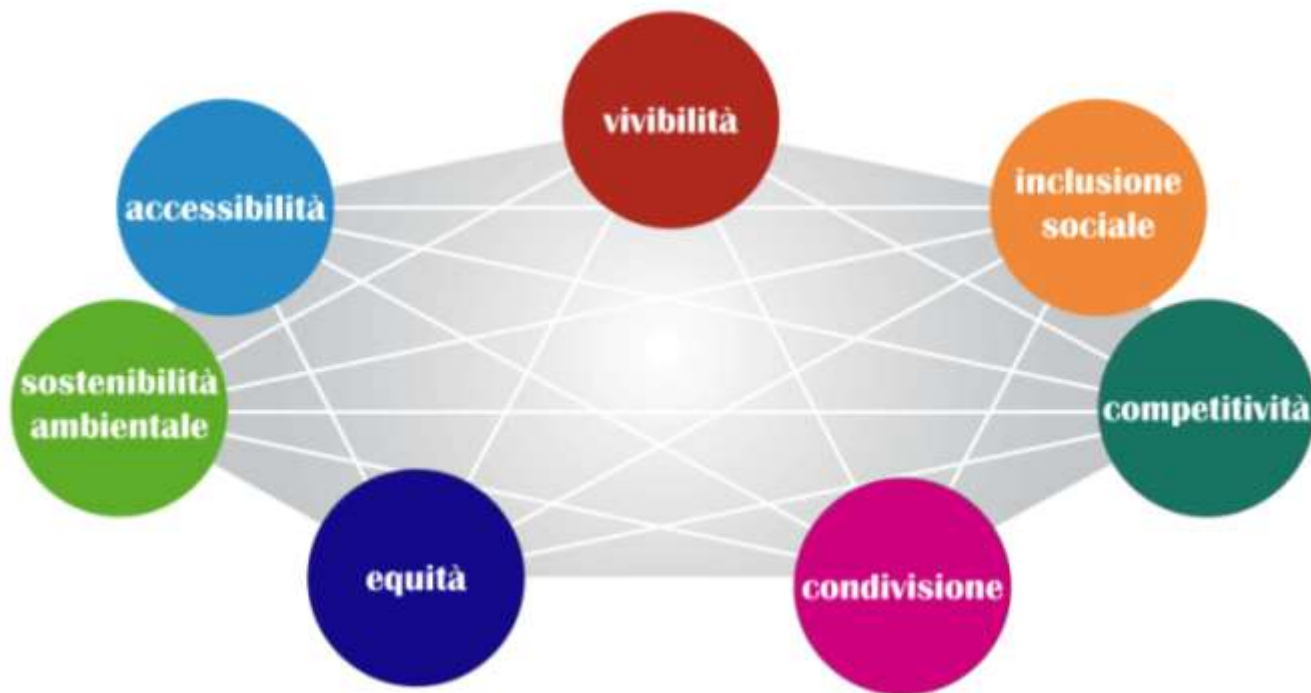 vivibilità
accessibilità
inclusione
sociale
sostenibilità
ambientale
competitività
equità
condivisione